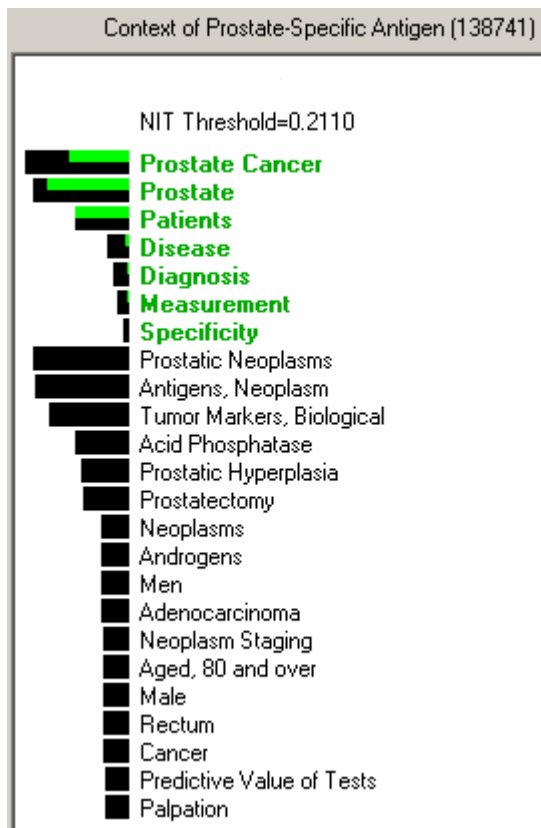 Context of Prostate-Specific Antigen (138741)
NIT Threshold=0.2110
Prostate Cancer
Prostate
Patients
Disease
Diagnosis
Measurement
Specificity
Prostatic Neoplasms
Antigens, Neoplasm
Tumor Markers, Biological
Acid Phosphatase
Prostatic Hyperplasia
Prostatectomy
Neoplasms
Androgens
Men
Adenocarcinoma
Neoplasm Staging
Aged, 80 and over
Male
Rectum
Cancer
Predictive Value of Tests
Palpation